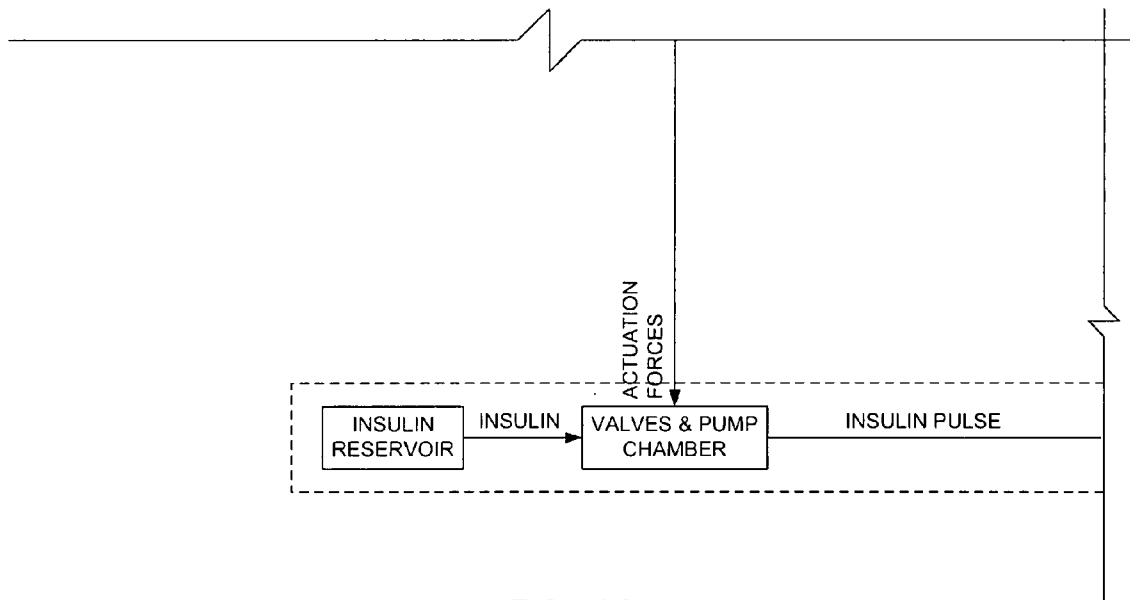 ACTUATION
FORCES
INSULIN
RESERVOIR
INSULIN
VALVES & PUMP
CHAMBER
INSULIN PULSE